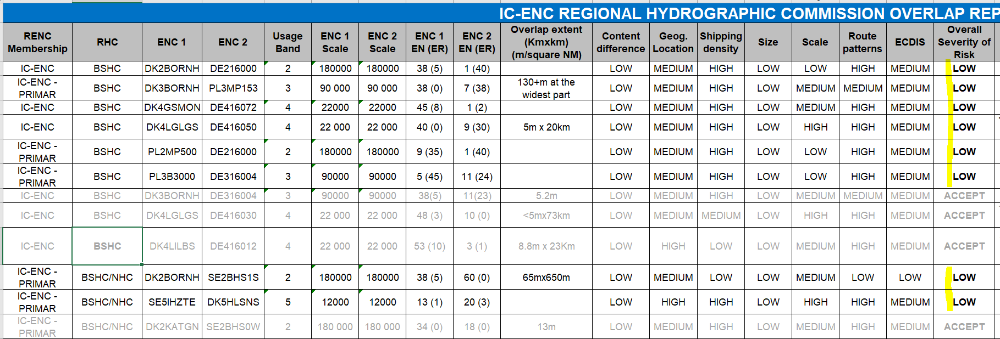 IC-ENC REGIONAL HYDROGRAPHIC COMMISSION OVERLAP REP
RENC Membership RHC ENC 1 ENC 2 Usage Band ENC 1 Scale ENC 2 Scale ENC 1 EN (ER) ENC 2 EN (ER) Overlap extent (Kmxkm) (m/square NM) Content difference Geog. Location Shipping density Size Scale Route patterns ECDIS Overall Severity of Risk
IC-ENC BSHC DK2BORNH DE216000 2 180000 180000 38 (5) 1 (40) LOW MEDIUM HIGH LOW LOW HIGH MEDIUM LOW
IC-ENC - PRIMAR BSHC DK3BORNH PL3MP153 3 90 000 90 000 38 (0) 7 (38) 130+m at the widest part LOW MEDIUM HIGH LOW MEDIUM MEDIUM MEDIUM LOW
IC-ENC BSHC DK4GSMON DE416072 4 22000 22000 45 (8) 1 (2) LOW MEDIUM HIGH LOW MEDIUM HIGH MEDIUM LOW
IC-ENC BSHC DK4LGLGS DE416050 4 22 000 22 000 40 (0) 9 (30) 5m x 20km LOW MEDIUM HIGH LOW HIGH HIGH MEDIUM LOW
IC-ENC - PRIMAR BSHC PL2MP500 DE216000 2 180000 180000 9 (35) 1 (40) LOW MEDIUM HIGH LOW LOW HIGH MEDIUM LOW
IC-ENC - PRIMAR BSHC PL3B3000 DE316004 3 90000 90000 5 (45) 11 (24) LOW MEDIUM HIGH LOW LOW HIGH MEDIUM LOW
IC-ENC BSHC DK3BORNH DE316004 3 90000 90000 38(5) 11(23) 5.2m LOW MEDIUM HIGH LOW MEDIUM MEDIUM MEDIUM ACCEPT
IC-ENC BSHC DK4LGLGS DE416030 4 22 000 22 000 48 (3) 10 (0) <5mx73km LOW MEDIUM MEDIUM LOW HIGH HIGH MEDIUM ACCEPT
IC-ENC BSHC DK4LILBS DE416012 4 22 000 22 000 53 (10) 3 (1) 8.8m x 23Km LOW HIGH LOW LOW MEDIUM HIGH MEDIUM ACCEPT
IC-ENC - PRIMAR BSHC/NHC DK2BORNH SE2BHS1S 2 180000 180000 38 (5) 60 (0) 65mx650m LOW MEDIUM LOW LOW MEDIUM LOW LOW LOW
IC-ENC - PRIMAR BSHC/NHC SE5IHZTE DK5HLSNS 5 12000 12000 13 (1) 20 (3) LOW HIGH HIGH LOW HIGH HIGH MEDIUM LOW
IC-ENC - PRIMAR BSHC/NHC DK2KATGN SE2BHS0W 2 180 000 180 000 34 (0) 18 (0) 13m LOW MEDIUM HIGH LOW MEDIUM HIGH MEDIUM ACCEPT